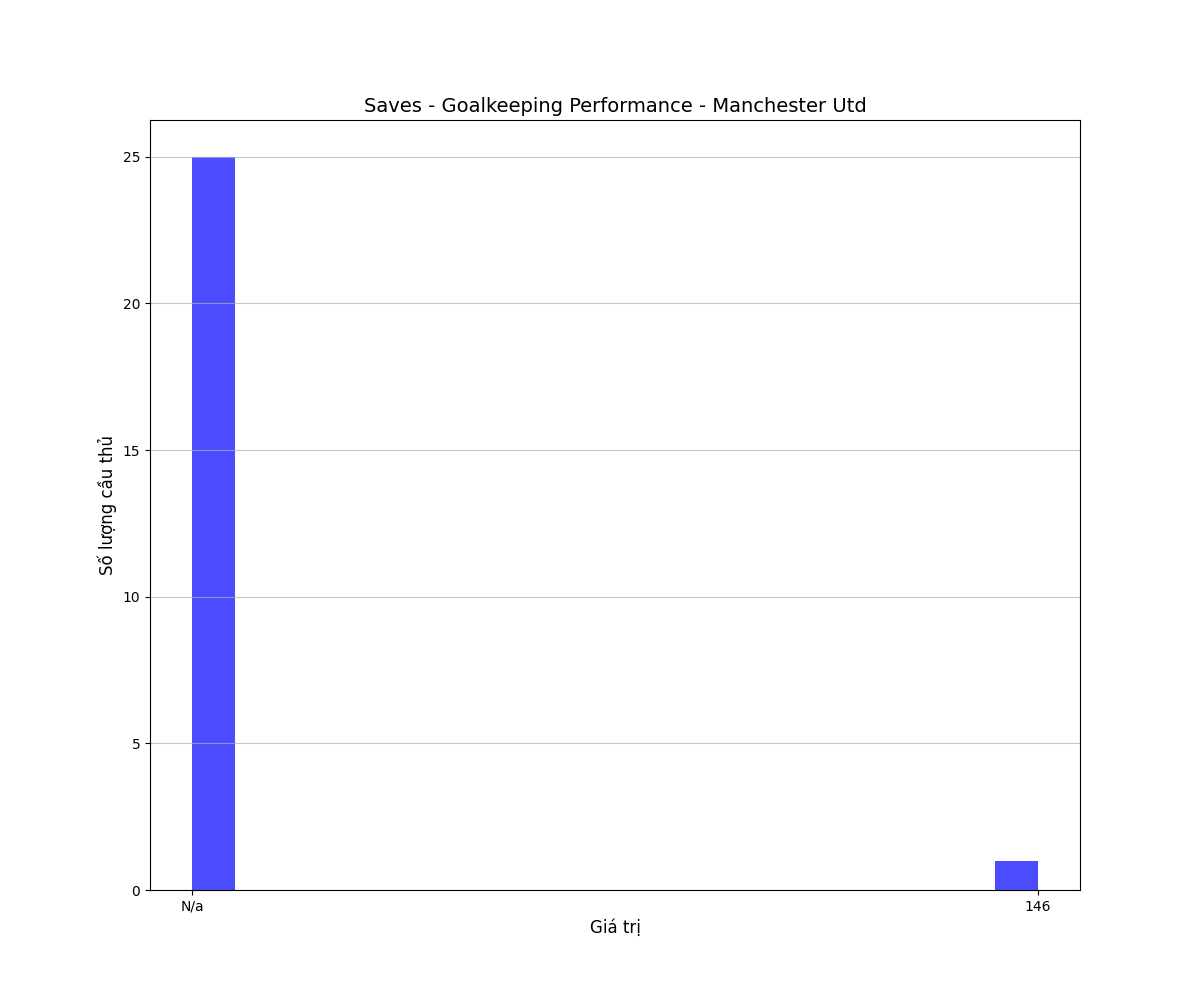 Saves - Goalkeeping Performance - Manchester Utd
25
20
15
10
5
0
Số lượng cầu thủ
N/a
146
Giá trị